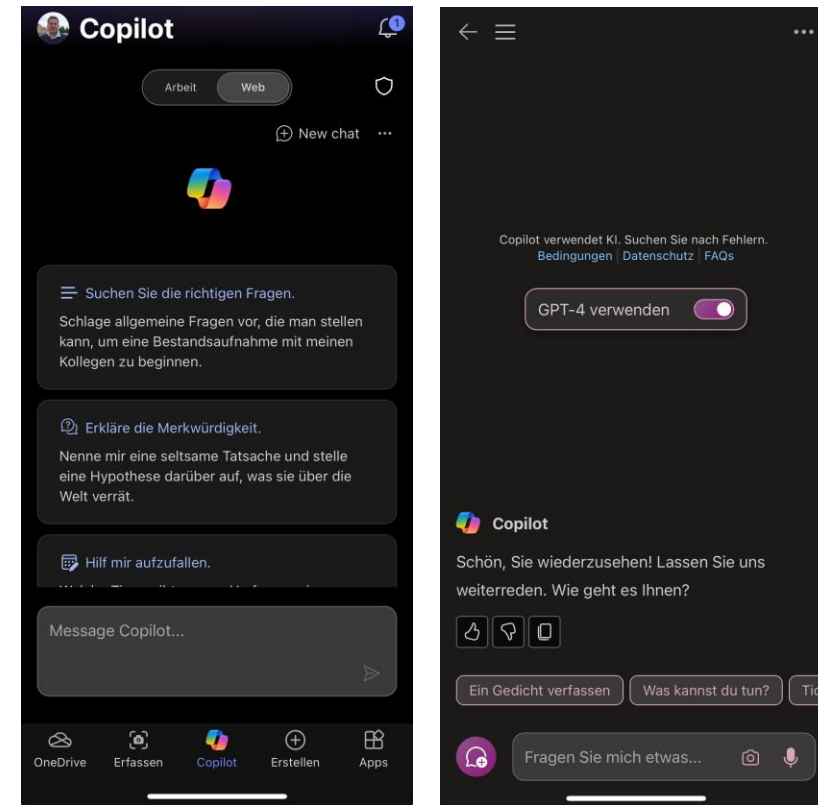 Copilot
1
Arbeit
Web
New chat
Suchen Sie die richtigen Fragen.
Schlage allgemeine Fragen vor, die man stellen
kann, um eine Bestandsaufnahme mit meinen
Kollegen zu beginnen.
Erkläre die Merkwürdigkeit.
Nenne mir eine seltsame Tatsache und stelle
eine Hypothese darüber auf, was sie über die
Welt verrät.
Hilf mir aufzufallen.
Message Copilot...
OneDrive
Erfassen
Copilot
Erstellen
Apps
Copilot verwendet KI. Suchen Sie nach Fehlern.
Bedingungen | Datenschutz | FAQs
GPT-4 verwenden
Copilot
Schön, Sie wiederzusehen! Lassen Sie uns
weiterreden. Wie geht es Ihnen?
Ein Gedicht verfassen
Was kannst du tun?
Fragen Sie mich etwas...